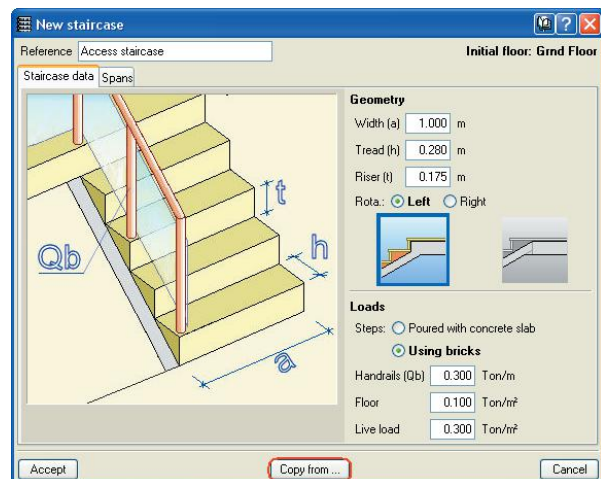 New staircase
?
Reference Access staircase Initial floor: Grnd Floor
Staircase data Spans
Qb
t
h
a
Geometry
Width (a) 1.000 m
Tread (h) 0.280 m
Riser (t) 0.175 m
Rota.: Left Right
Loads
Steps: Poured with concrete slab
Using bricks
Handrails (Qb) 0.300 Ton/m
Floor 0.100 Ton/m²
Live load 0.300 Ton/m²
Accept Copy from ... Cancel